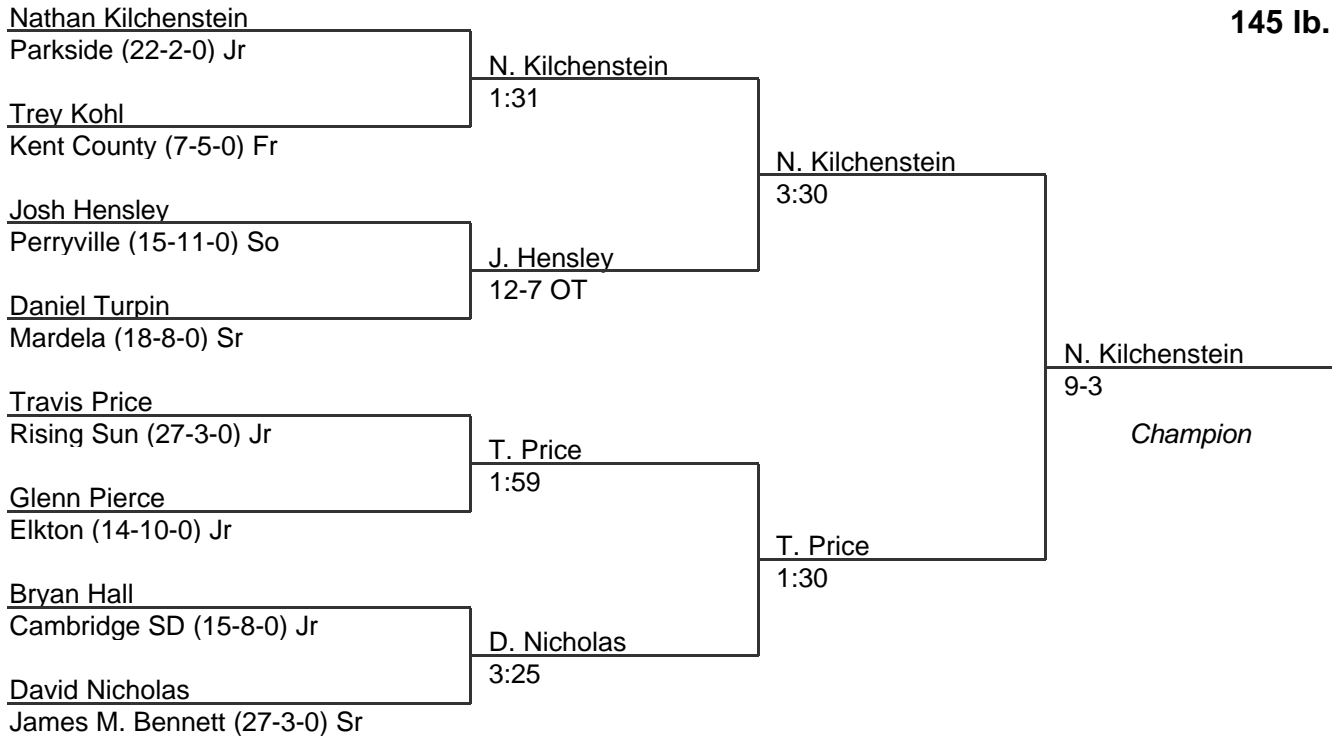 145 lb.
Nathan Kilchenstein
Parkside (22-2-0) Jr
N. Kilchenstein
1:31
Trey Kohl
Kent County (7-5-0) Fr
N. Kilchenstein
3:30
Josh Hensley
Perryville (15-11-0) So
J. Hensley
12-7 OT
Daniel Turpin
Mardela (18-8-0) Sr
N. Kilchenstein
9-3
Champion
Travis Price
Rising Sun (27-3-0) Jr
T. Price
1:59
Glenn Pierce
Elkton (14-10-0) Jr
T. Price
1:30
Bryan Hall
Cambridge SD (15-8-0) Jr
D. Nicholas
3:25
David Nicholas
James M. Bennett (27-3-0) Sr